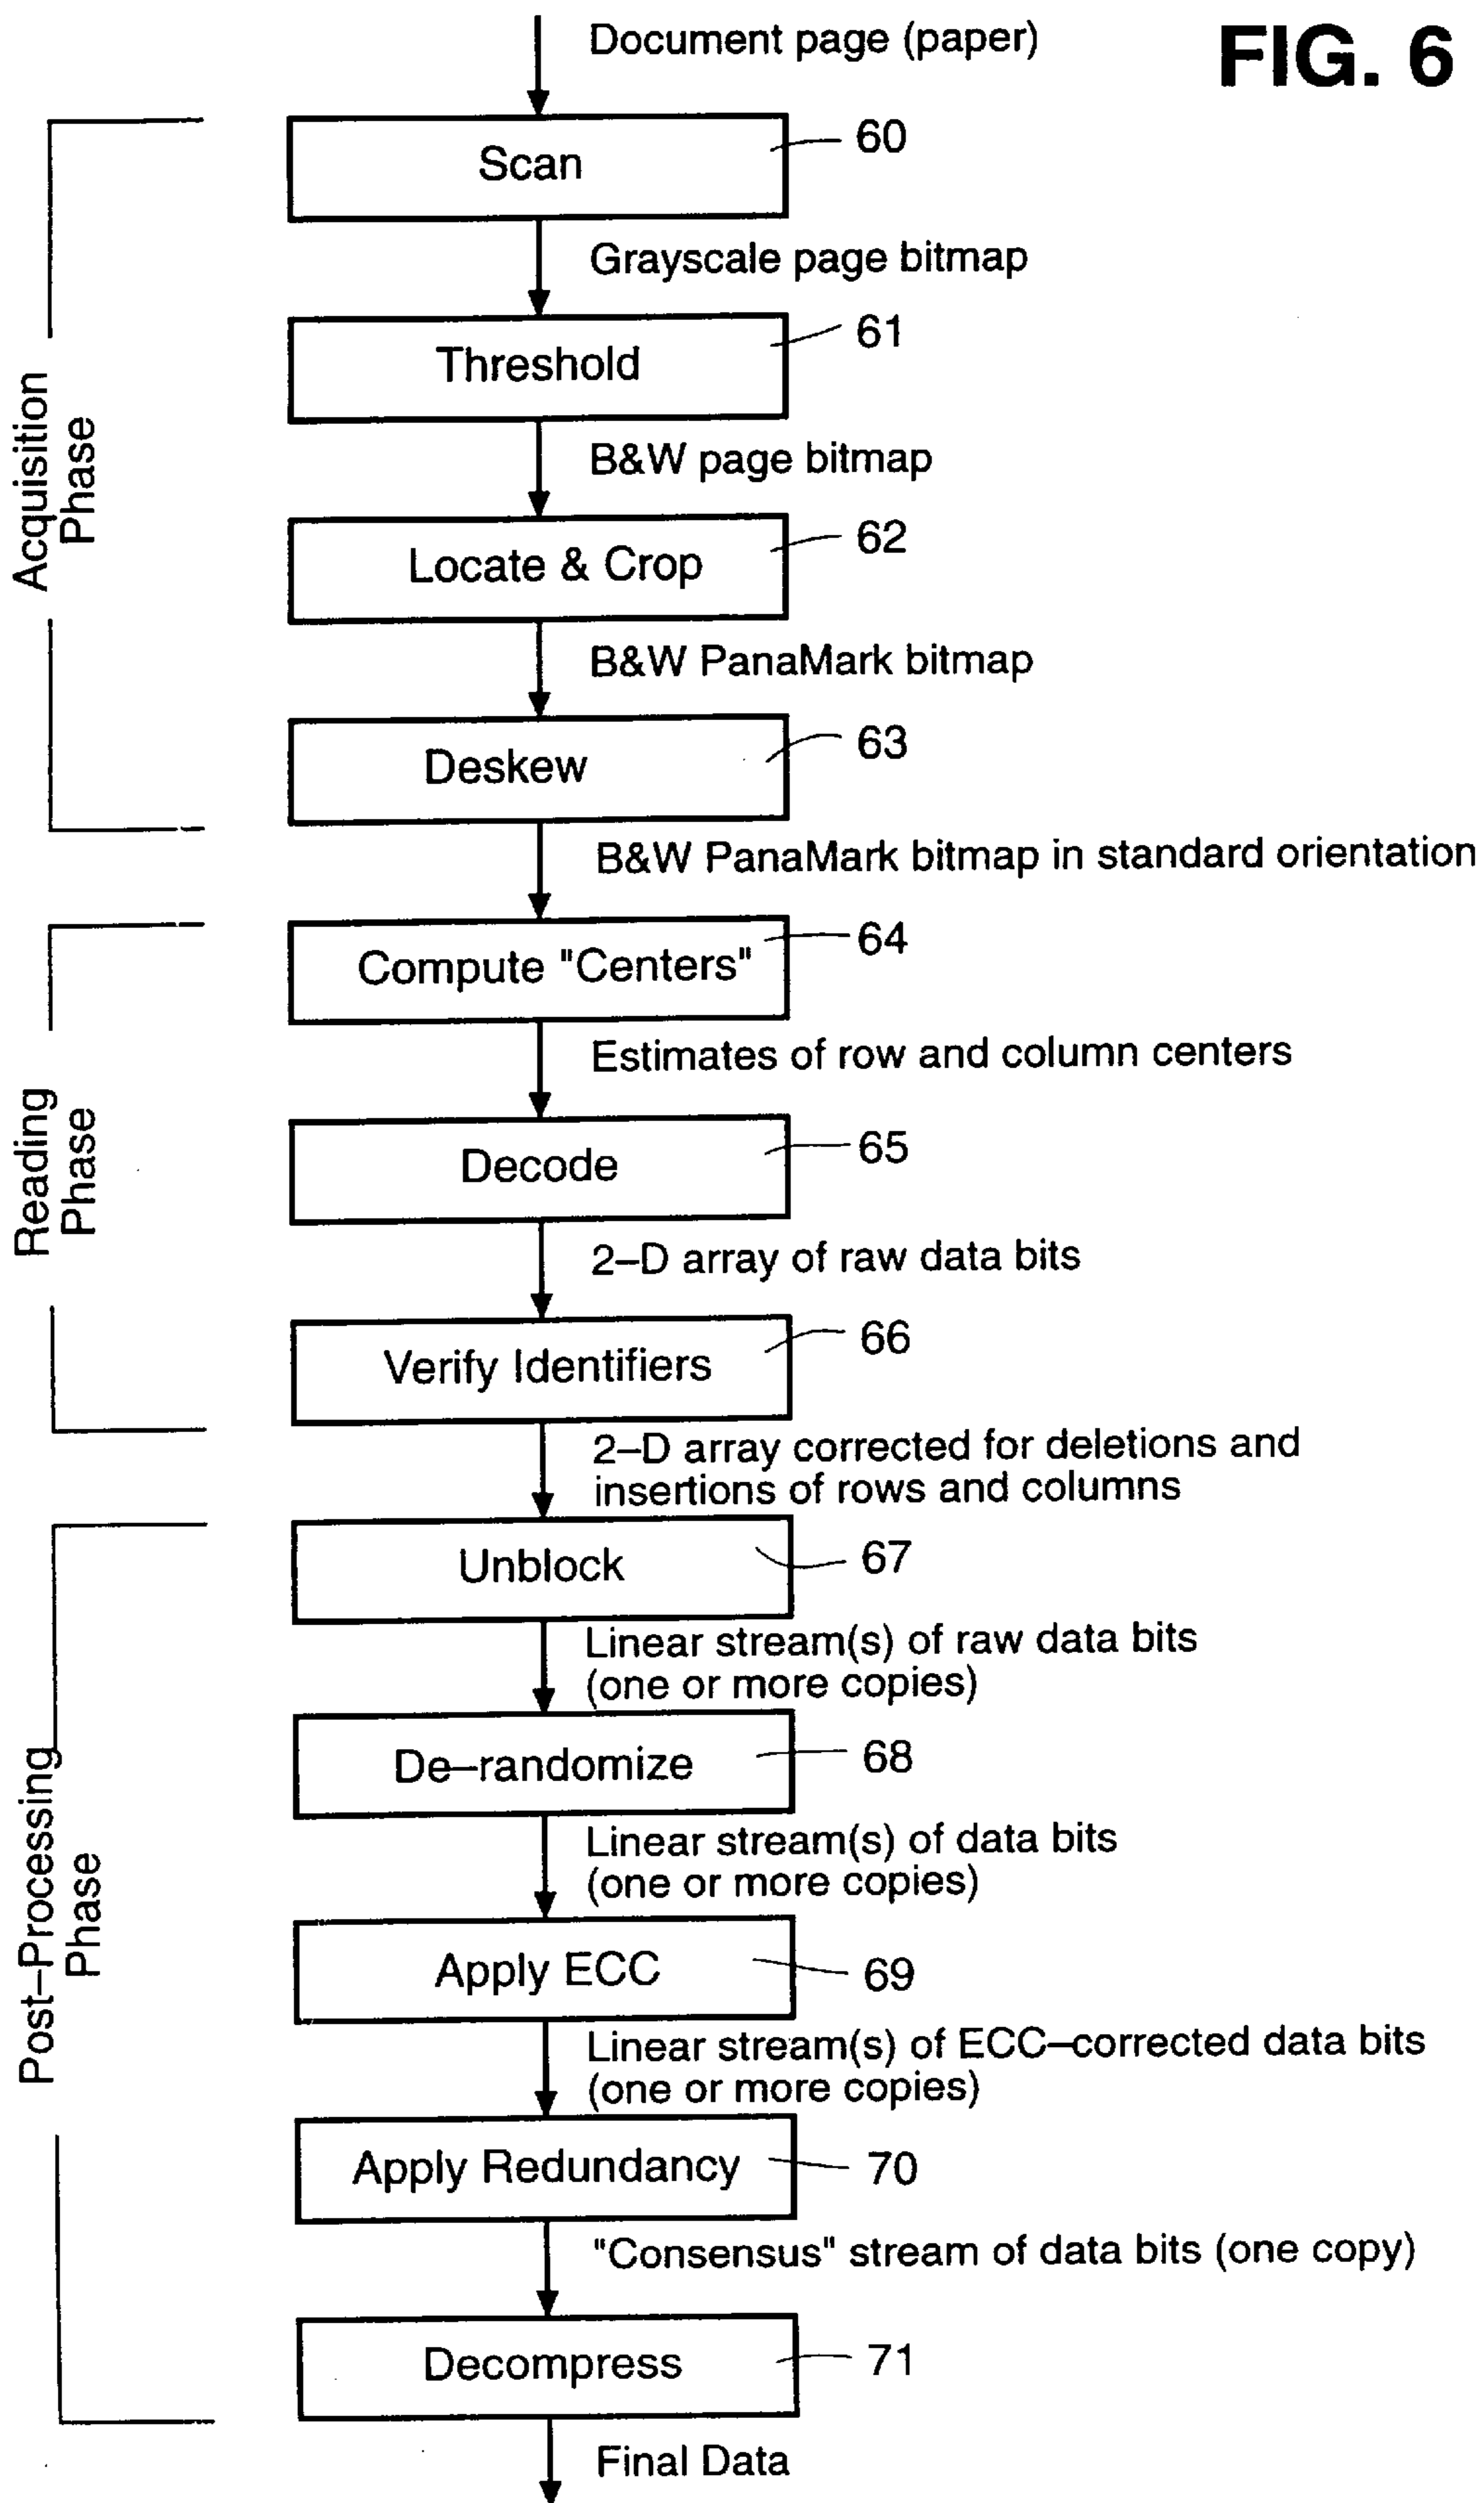 Document page (paper)
FIG. 6
60
Scan
Grayscale page bitmap
61
Threshold
B&W page bitmap
62
Locate & Crop
B&W PanaMark bitmap
63
Deskew
Acquisition
Phase
B&W PanaMark bitmap in standard orientation
64
Compute "Centers"
Estimates of row and column centers
65
Decode
2–D array of raw data bits
66
Verify Identifiers
Reading
Phase
2–D array corrected for deletions and
insertions of rows and columns
67
Unblock
Linear stream(s) of raw data bits
(one or more copies)
68
De–randomize
Linear stream(s) of data bits
(one or more copies)
69
Apply ECC
Linear stream(s) of ECC–corrected data bits
(one or more copies)
70
Apply Redundancy
"Consensus" stream of data bits (one copy)
71
Decompress
Post–Processing
Phase
Final Data